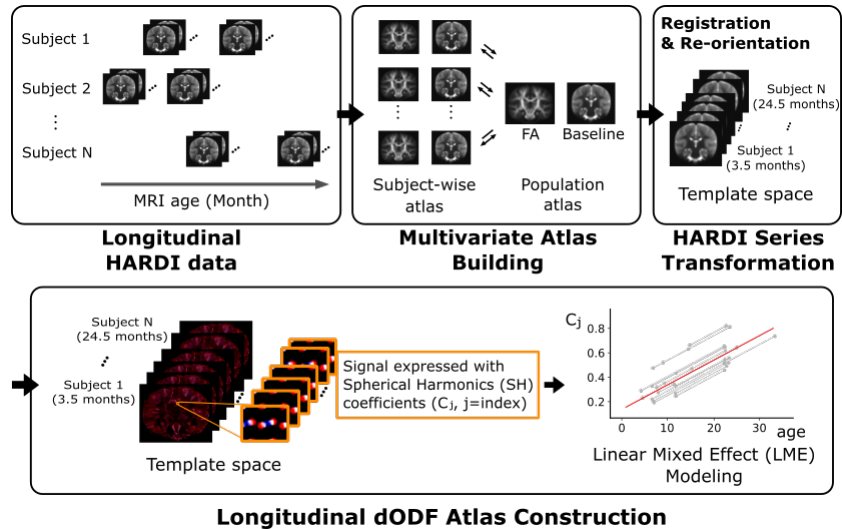 Subject 1
Subject 2
Subject N
MRI age (Month)
Longitudinal
HARDI data
FA
Baseline
Subject-wise
atlas
Population
atlas
Multivariate Atlas
Building
Registration
& Re-orientation
Subject N
(24.5 months)
Subject 1
(3.5 months)
Template space
HARDI Series
Transformation
Subject N
(24.5 months)
Subject 1
(3.5 months)
Template space
Signal expressed with
Spherical Harmonics (SH)
coefficients (CJ, j=index)
Cj
0.8
0.6
0.4
0.2
0
10
20
30
age
Linear Mixed Effect (LME)
Modeling
Longitudinal dODF Atlas Construction